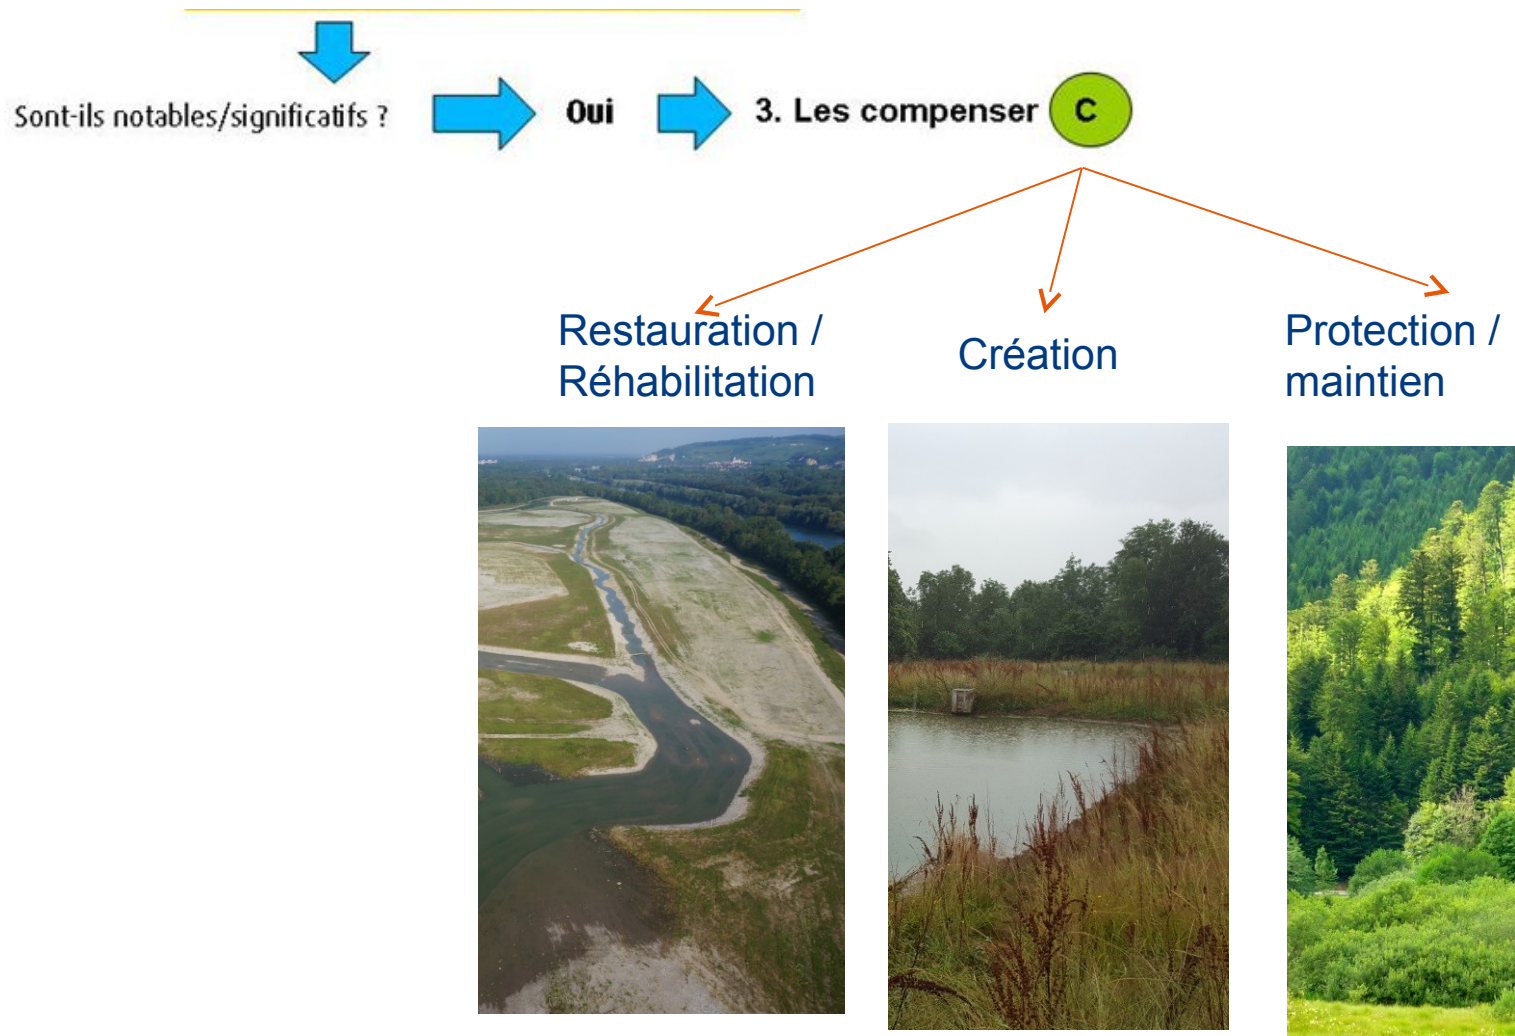 Sont-ils notables/significatifs ? Oui 3. Les compenser C
Restauration /
Réhabilitation
Création
Protection /
maintien